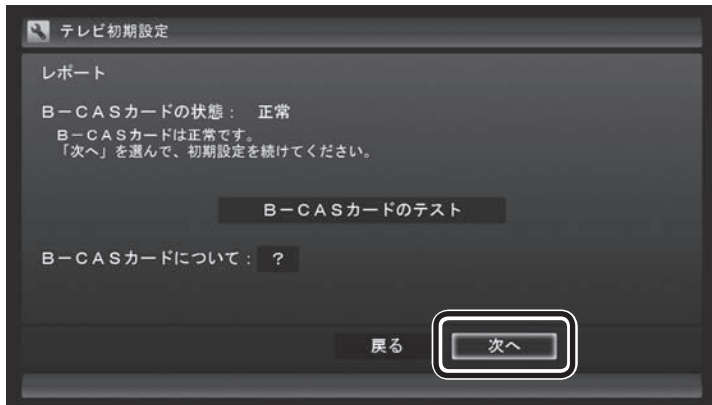 テレビ初期設定
レポート
B－CASカードの状態： 正常
B－CASカードは正常です。
「次へ」を選んで、初期設定を続けてください。
B－CASカードのテスト
B－CASカードについて： ？
戻る 次へ